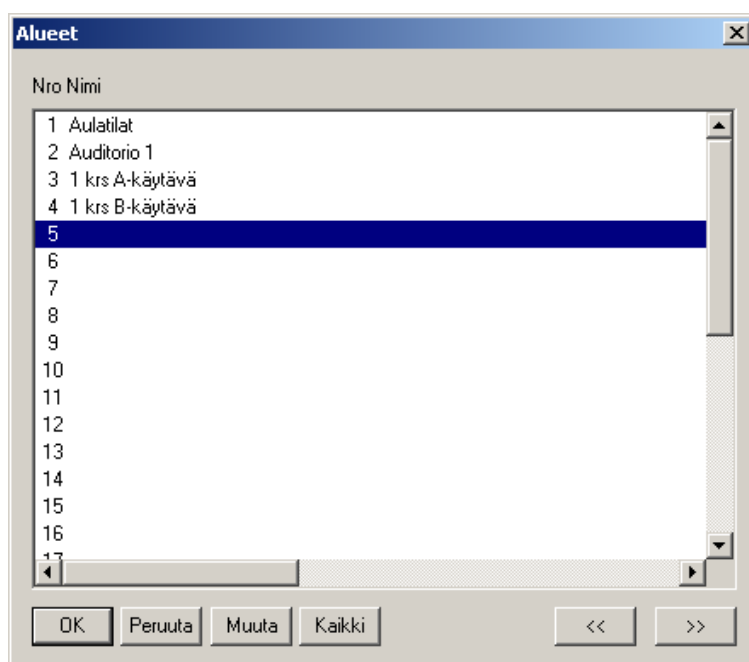 Alueet
Nro Nimi
1 Aulatilat
2 Auditorio 1
3 1 krs A-käytävä
4 1 krs B-käytävä
5
6
7
8
9
10
11
12
13
14
15
16
17
OK Peruuta Muuta Kaikki << >>